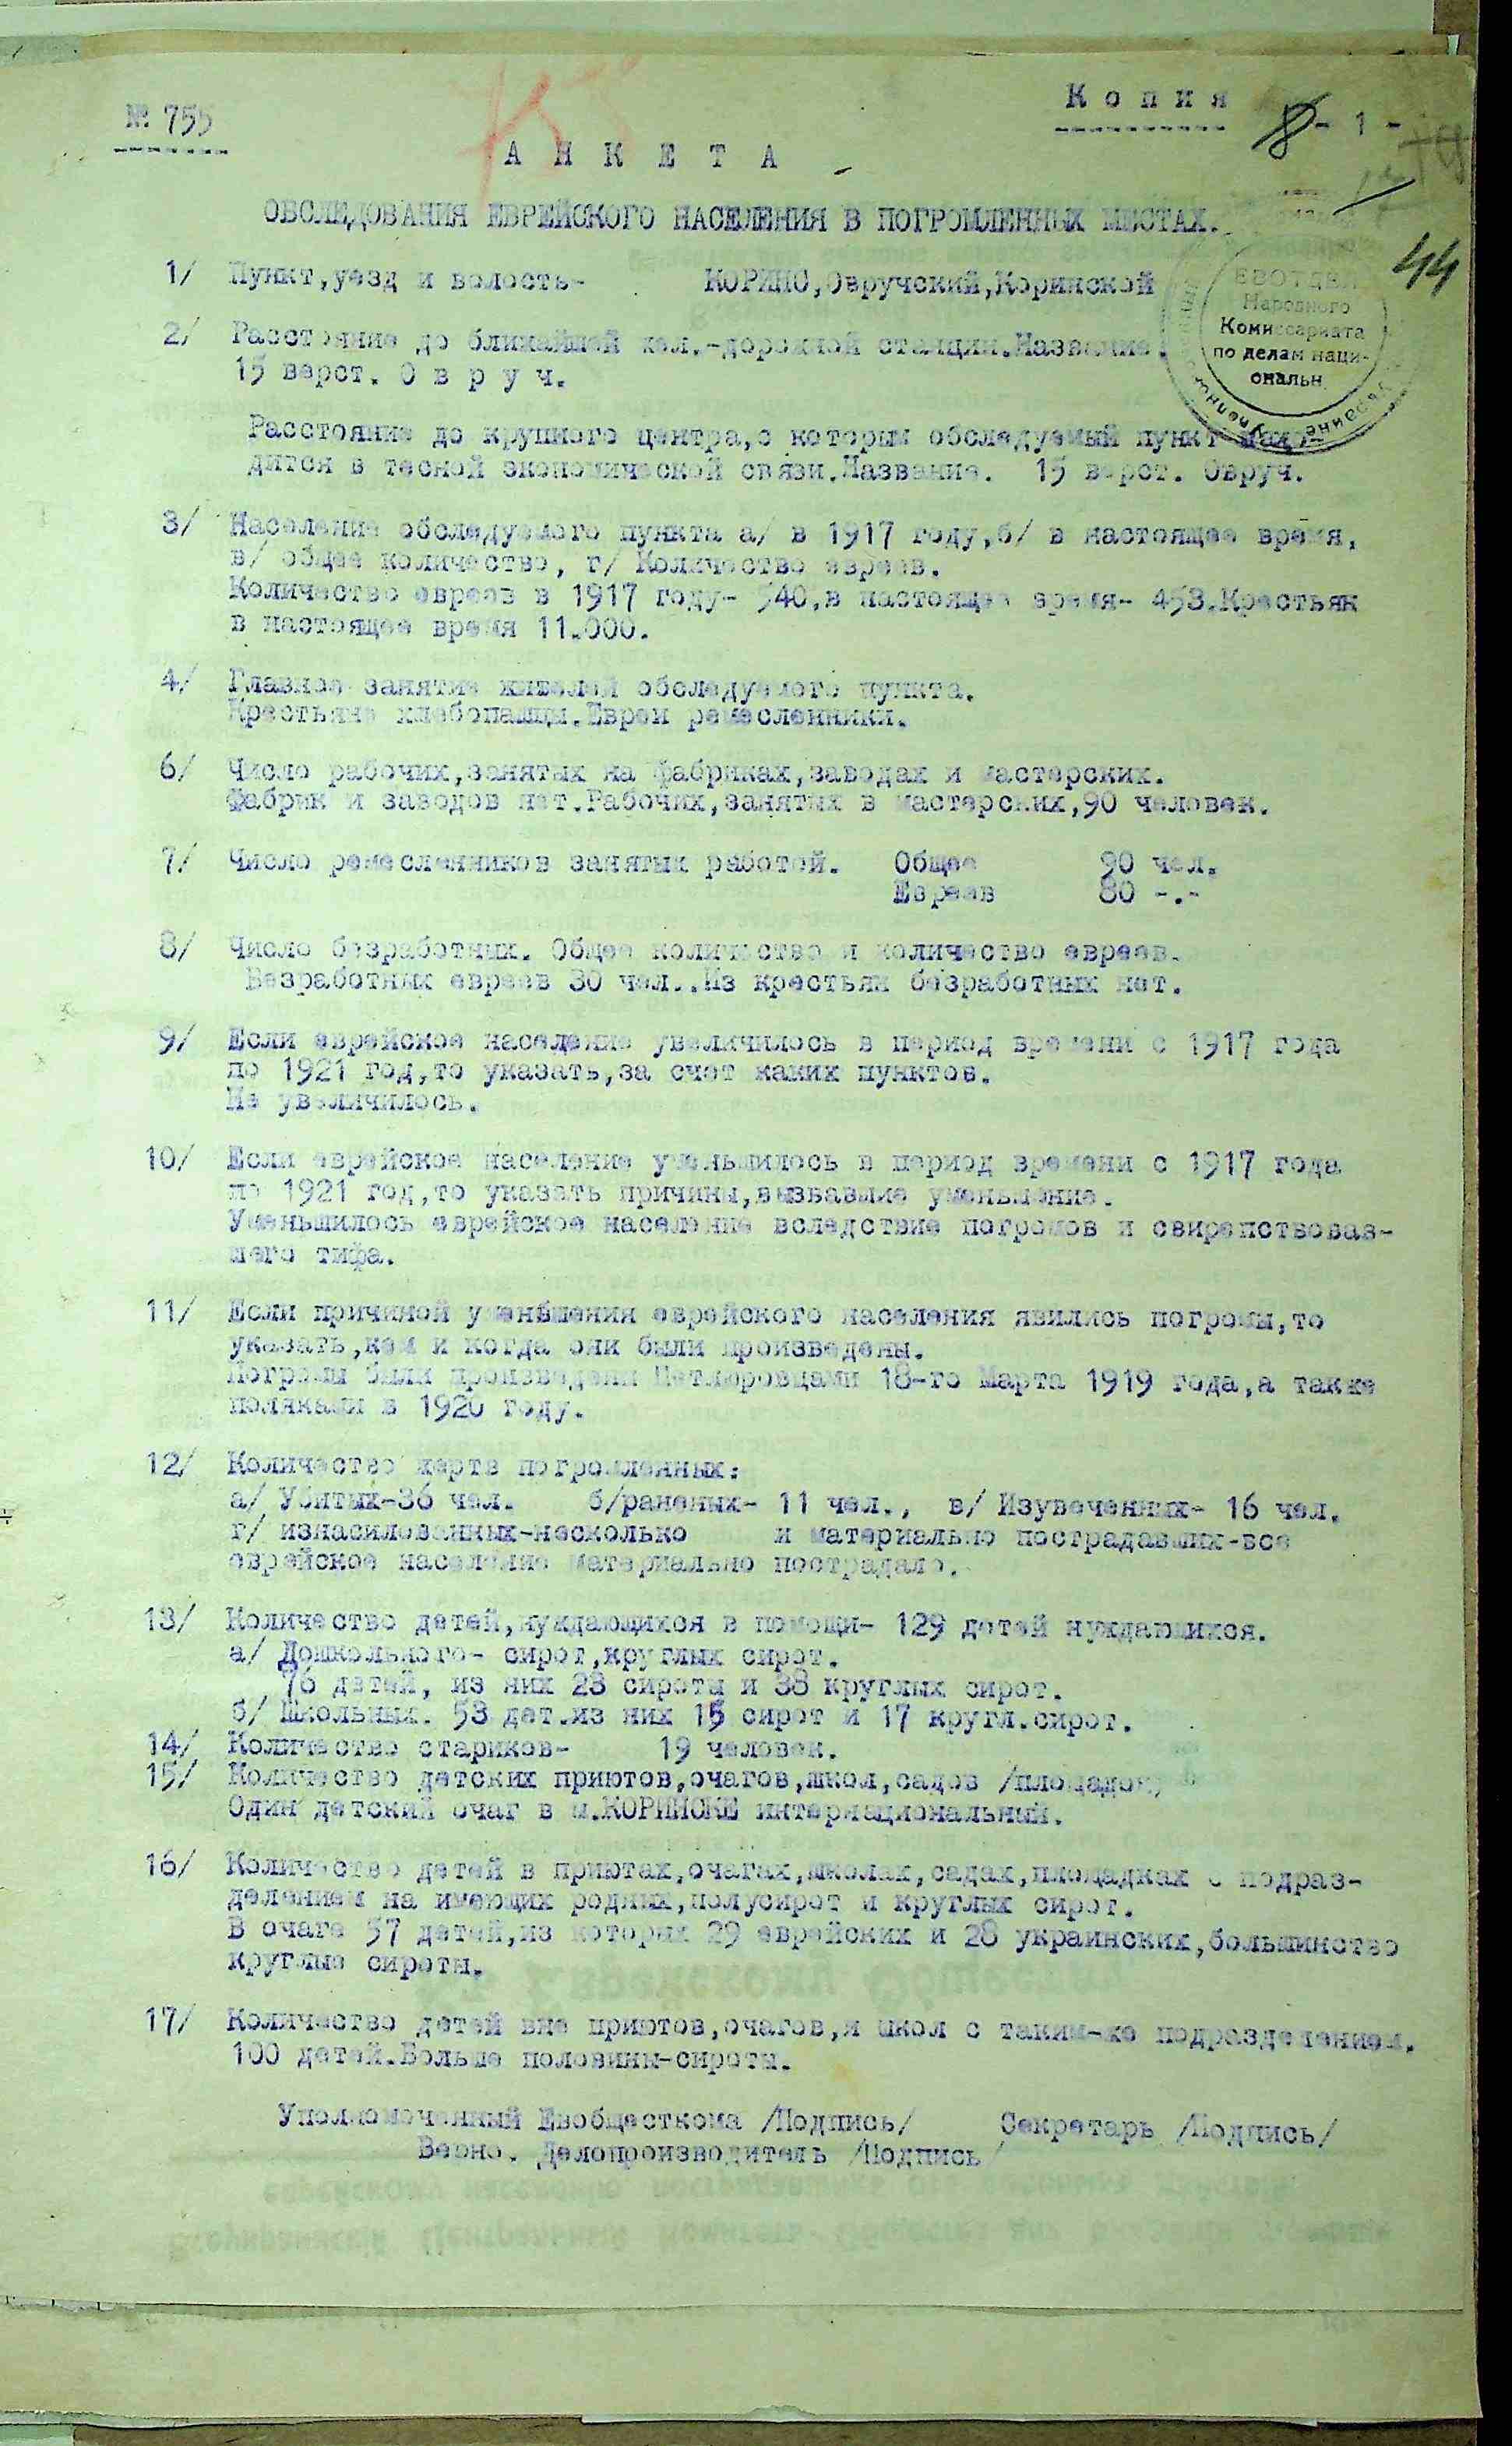 № 755
Копия
8 - 1 -
АНКЕТА
ОБСЛЕДОВАНИЯ ЕВРЕЙСКОГО НАСЕЛЕНИЯ В ПОГРОМЛЕННЫХ МЕСТАХ.
44
ЕВОТДЕЛ
Народного
Комиссариата
по делам наци-
ональн
1/ Пункт,уезд и волость- КОРИНО,Овручский,Коринской
2/ Расстояние до ближайшей жел.-дорожной станции.Название.
15 верст. О в р у ч.
Расстояние до крупного центра,с которым обследуемый пункт нахо-
дится в тесной экономической связи.Название. 15 верст. Овруч.
3/ Население обследуемого пункта а/ в 1917 году,б/ в настоящее время,
в/ общее количество, г/ Количество евреев.
Количество евреев в 1917 году- 540,в настоящее время- 453.Крестьян
в настоящее время 11.000.
4/ Главное занятие жителей обследуемого пункта.
Крестьяне хлебопашцы.Евреи ремесленники.
6/ Число рабочих,занятых на фабриках,заводах и мастерских.
Фабрик и заводов нет.Рабочих,занятых в мастерских,90 человек.
7/ Число ремесленников занятых работой. Общее 90 чел.
Евреев 80 -.-
8/ Число безработных. Общее количество и количество евреев.
Безработных евреев 30 чел..Из крестьян безработных нет.
9/ Если еврейское население увеличилось в период времени с 1917 года
по 1921 год,то указать,за счет каких пунктов.
Не увеличилось.
10/ Если еврейское население уменьшилось в период времени с 1917 года
по 1921 год,то указать причины,вызвавшие уменьшение.
Уменьшилось еврейское население вследствие погромов и свирепствовав-
шего тифа.
11/ Если причиной уменьшения еврейского населения явились погромы,то
указать,кем и когда они были произведены.
Погромы были произведены Петлюровцами 18-го Марта 1919 года,а также
поляками в 1920 году.
12/ Количество жертв погромленных:
а/ Убитых-36 чел. б/раненых- 11 чел., в/ Изувеченных- 16 чел.
г/ изнасилованных-несколько и материально пострадавших-все
еврейское население материально пострадало.
13/ Количество детей,нуждающихся в помощи- 129 детей нуждающихся.
а/ Дошкольного- сирот,круглых сирот.
76 детей, из них 23 сироты и 38 круглых сирот.
б/ Школьных. 53 дет.из них 15 сирот и 17 кругл.сирот.
14/ Количество стариков- 19 человек.
15/ Количество детских приютов,очагов,школ,садов /площадок/
Один детский очаг в м.КОРИНСКЕ интернациональный.
16/ Количество детей в приютах,очагах,школах,садах,площадках с подраз-
делением на имеющих родных,полусирот и круглых сирот.
В очаге 57 детей,из которых 29 еврейских и 28 украинских,большинство
круглые сироты.
17/ Количество детей вне приютов,очагов,и школ с таким-же подразделением.
100 детей.Больше половины-сироты.
Уполномоченный Евобщесткома /Подпись/ Секретарь /Подпись/
Верно. Делопроизводитель /Подпись/